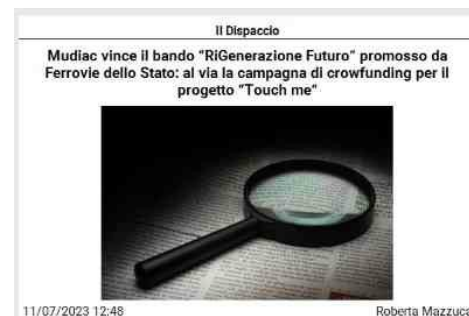 Il Dispaccio
Mudiac vince il bando "RiGenerazione Futuro" promosso da
Ferrovie dello Stato: al via la campagna di crowfunding per il
progetto "Touch me"
11/07/2023 12:48
Roberta Mazzuca